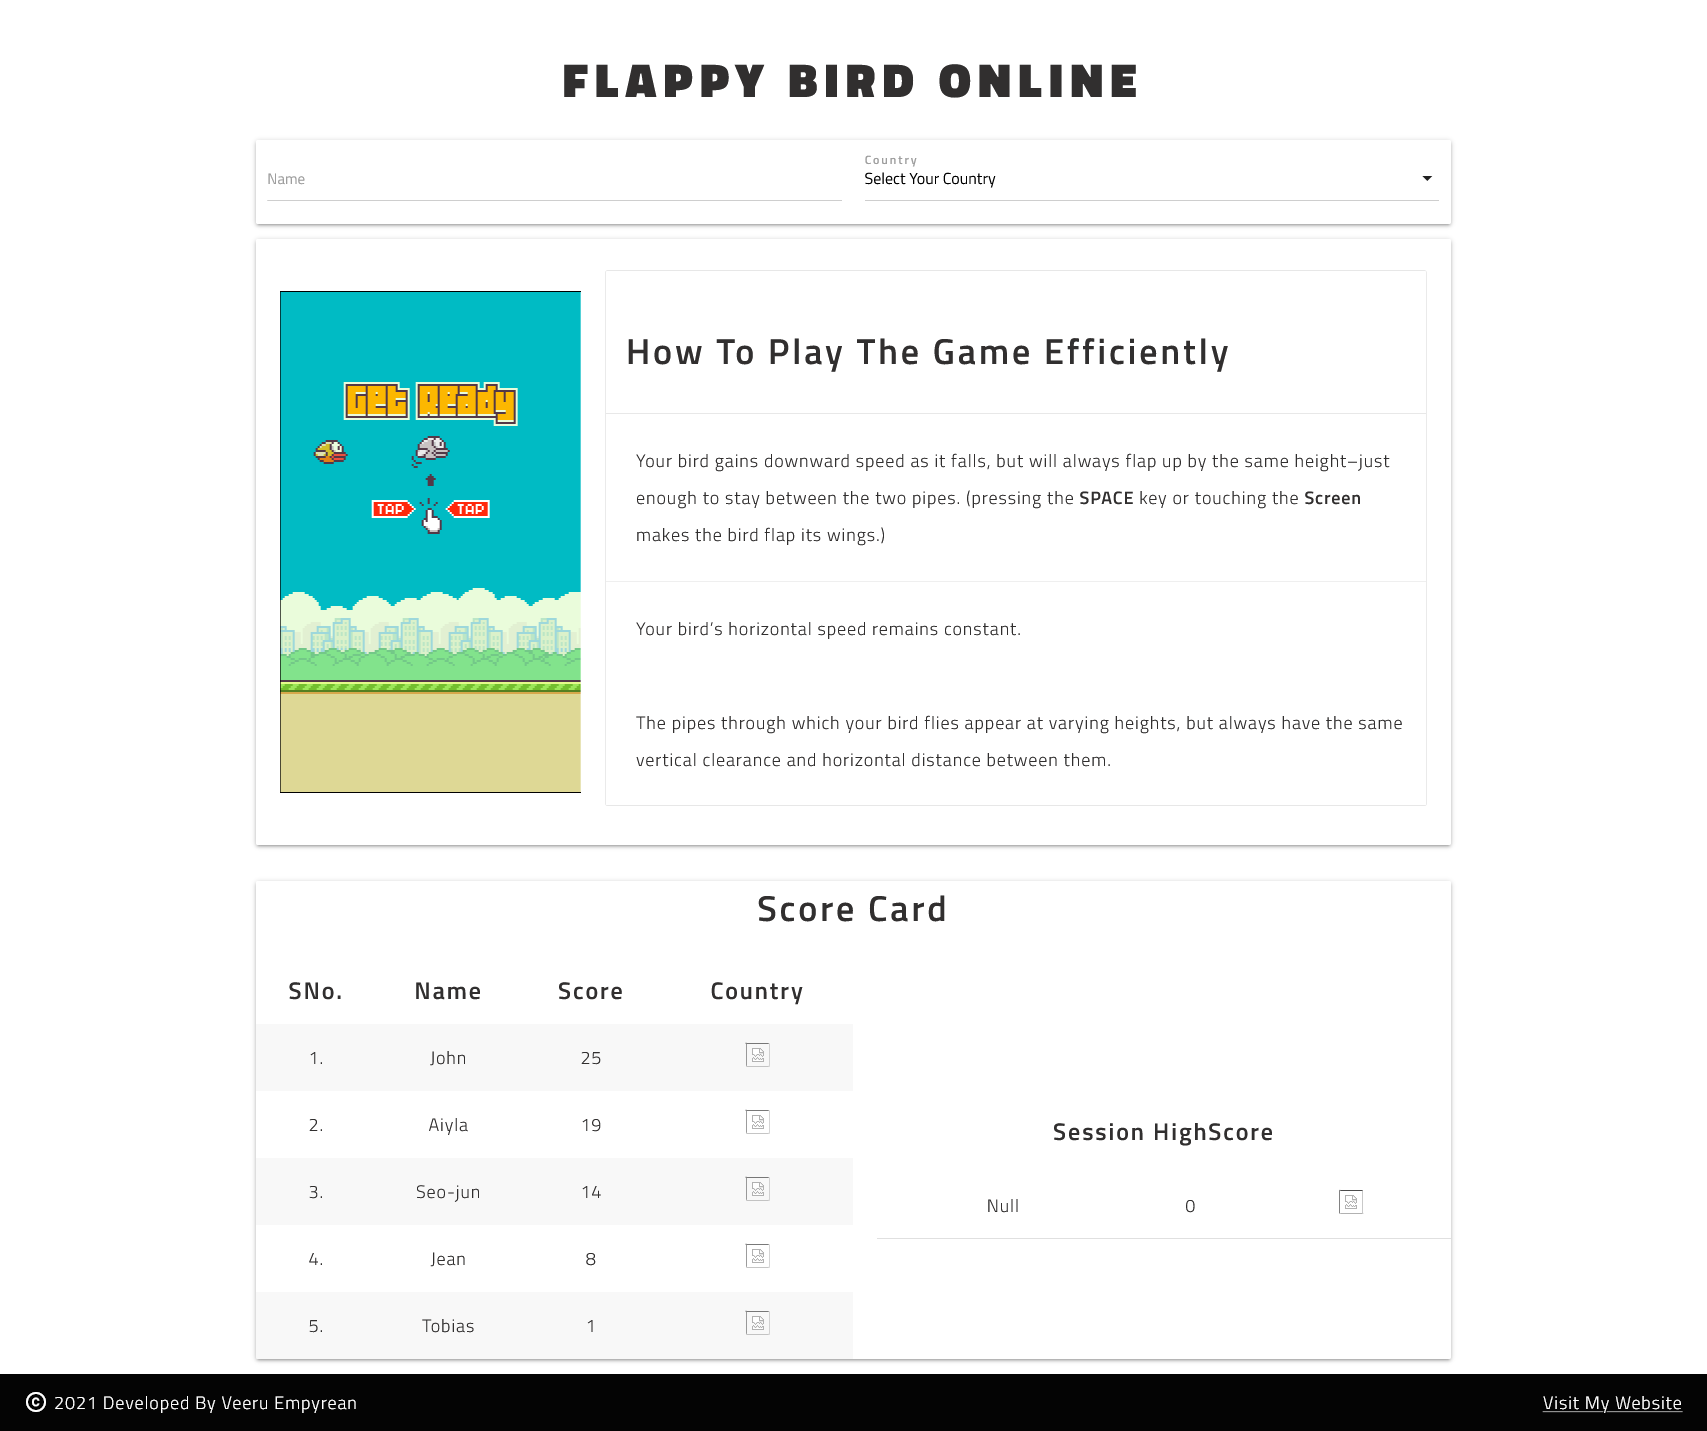 FLAPPY BIRD ONLINE
Name
Country
Select Your Country
Get Ready
TAP TAP
How To Play The Game Efficiently
Your bird gains downward speed as it falls, but will always flap up by the same height–just
enough to stay between the two pipes. (pressing the SPACE key or touching the Screen
makes the bird flap its wings.)
Your bird’s horizontal speed remains constant.
The pipes through which your bird flies appear at varying heights, but always have the same
vertical clearance and horizontal distance between them.
Score Card
SNo. Name Score Country
1. John 25
2. Aiyla 19
3. Seo-jun 14
4. Jean 8
5. Tobias 1
Session HighScore
Null 0
© 2021 Developed By Veeru Empyrean
Visit My Website